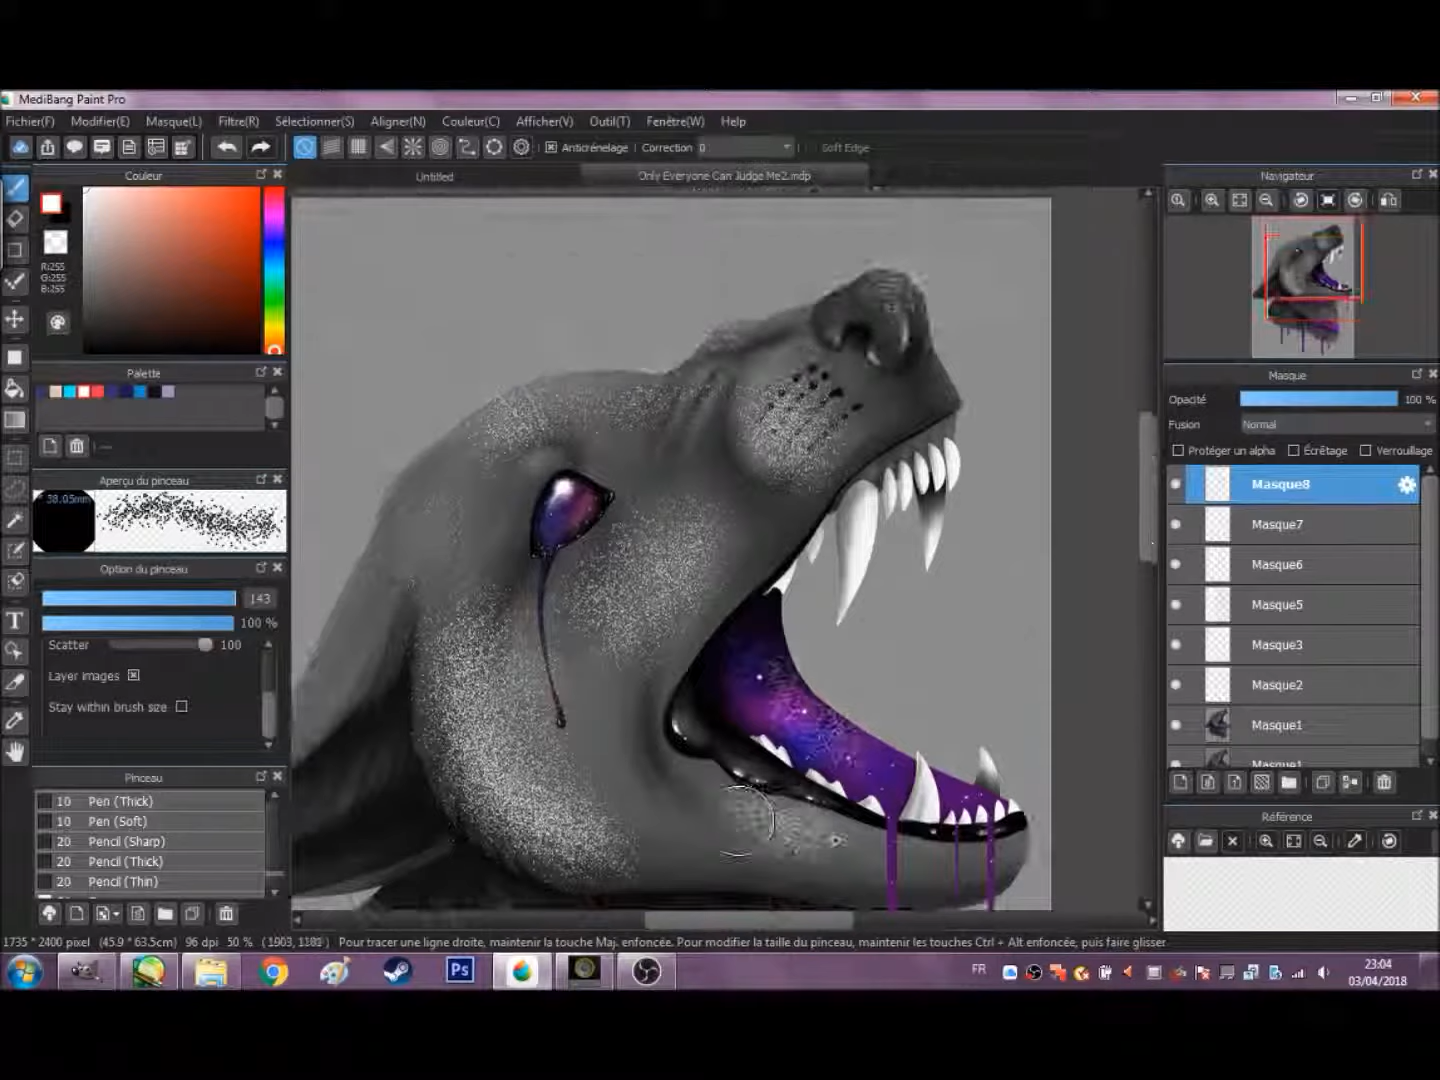 MediBang Paint Pro
Fichier(F) Modifier(E) Masque(L) Filtre(R) Sélectionner(S) Aligner(N) Couleur(C) Afficher(V) Outil(T) Fenêtre(W) Help
Anticrénelage Correction 0 Soft Edge
Couleur
Untitled
Only Everyone Can Judge Me2.mdp
Navigateur
R:255
G:255
B:255
Palette
Masque
Opacité 100 %
Fusion Normal
Protéger un alpha Ecrêtage Verrouillage
Aperçu du pinceau
38.05mm
Masque8
Masque7
Masque6
Masque5
Masque3
Masque2
Masque1
Masque1
Option du pinceau
143
100 %
Scatter 100
Layer images
Stay within brush size
Pinceau
10 Pen (Thick)
10 Pen (Soft)
20 Pencil (Sharp)
20 Pencil (Thick)
20 Pencil (Thin)
Référence
T
1735 * 2400 pixel (45.9 * 63.5cm) 96 dpi 50 % Pour tracer une ligne droite, maintenir la touche Maj. enfoncée. Pour modifier la taille du pinceau, maintenir les touches Ctrl + Alt enfoncée, puis faire glisser
Ps
FR
23:04
03/04/2018